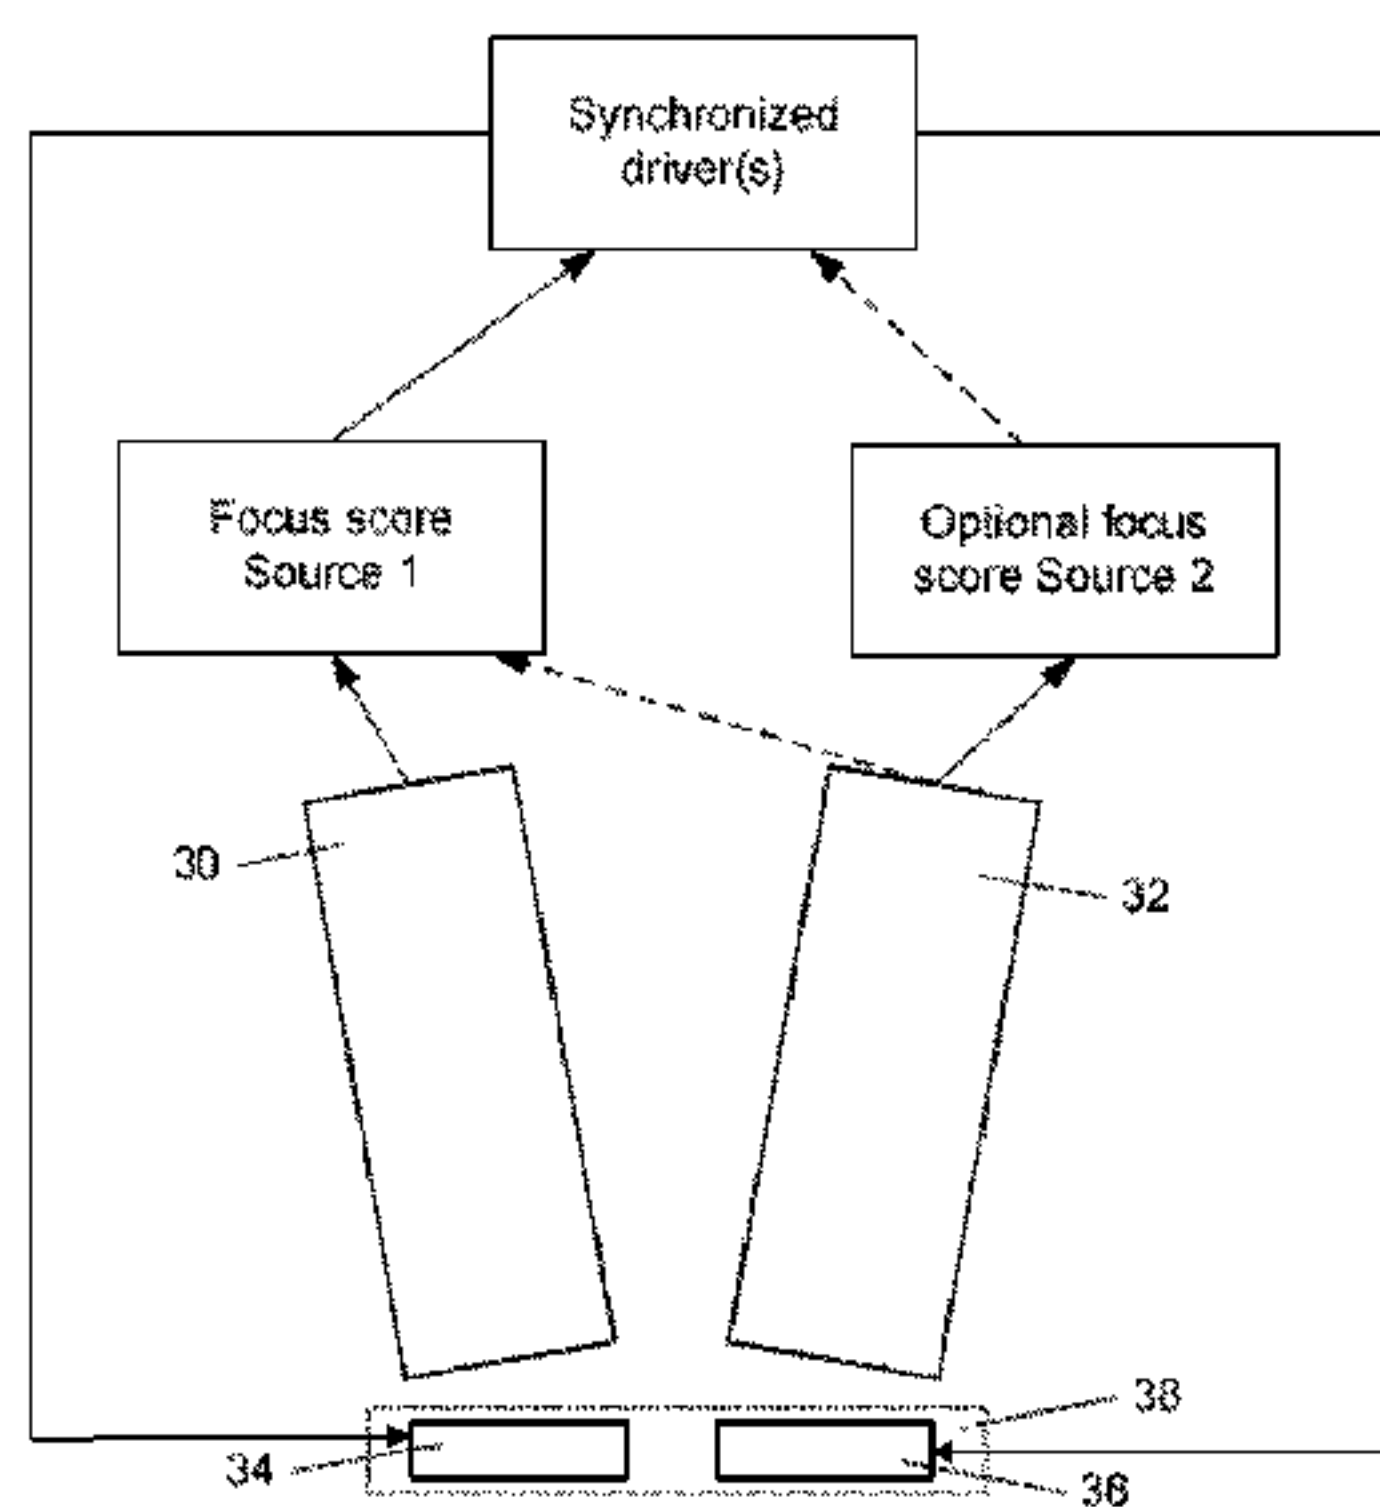 Synchronized
driver(s)
Focus score
Source 1
Optional focus
score Source 2
30
32
38
34
36